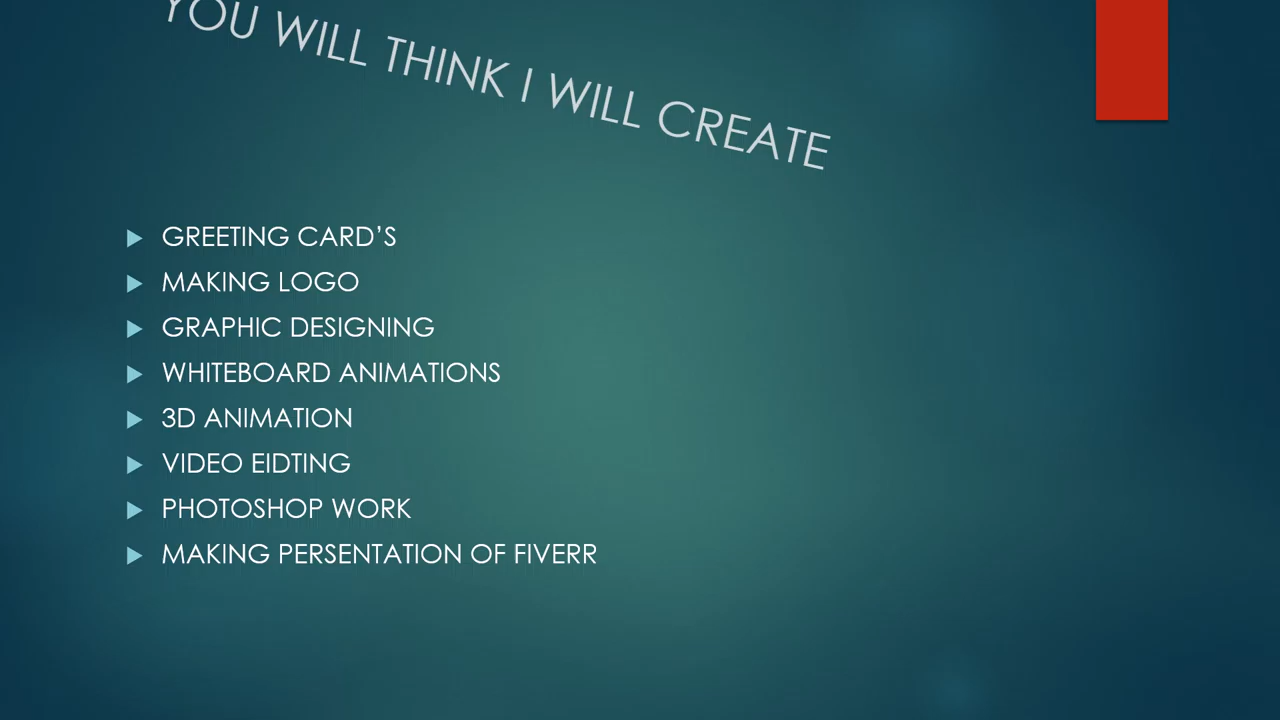 YOU WILL THINK I WILL CREATE
GREETING CARD’S
MAKING LOGO
GRAPHIC DESIGNING
WHITEBOARD ANIMATIONS
3D ANIMATION
VIDEO EIDTING
PHOTOSHOP WORK
MAKING PERSENTATION OF FIVERR